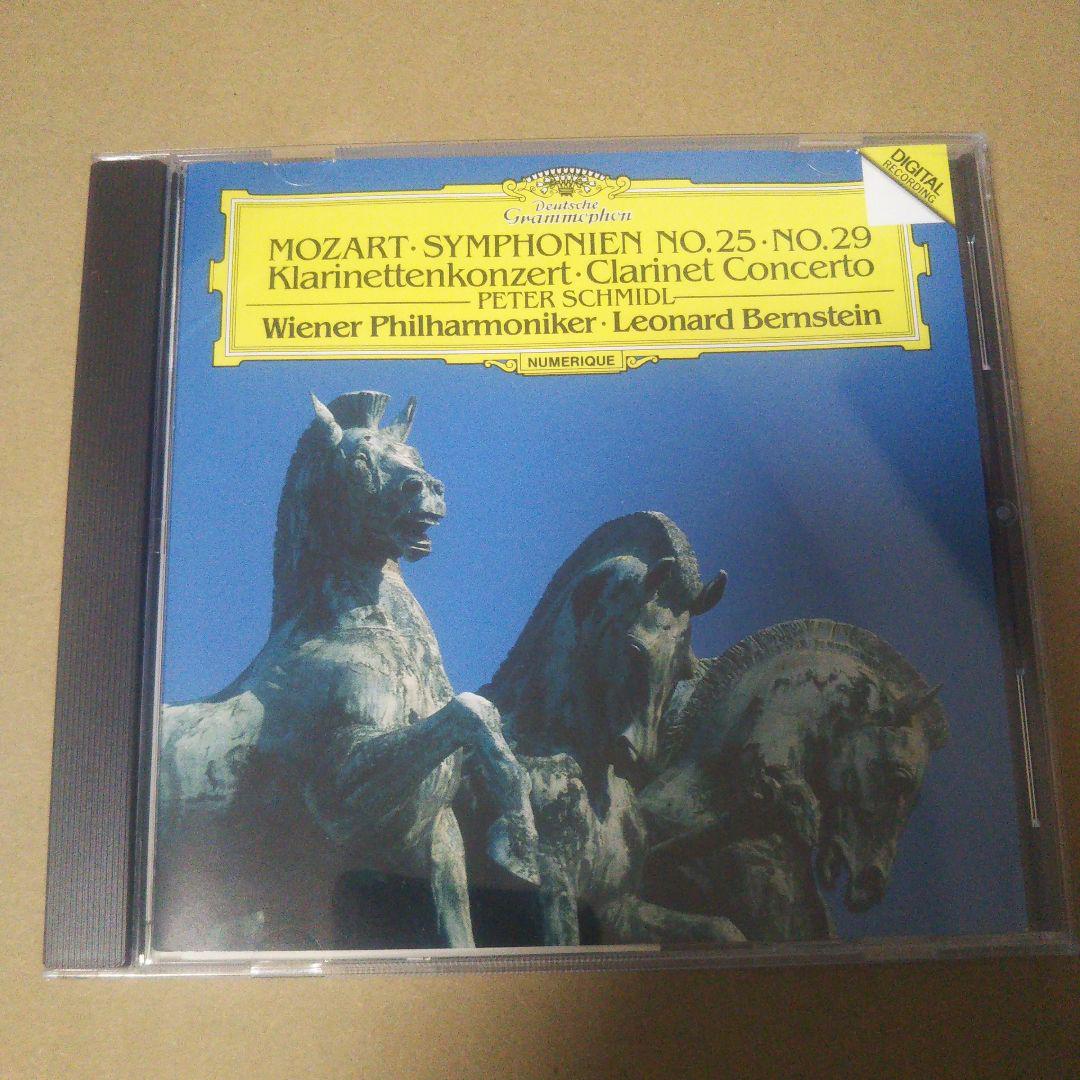 DIGITAL
RECORDING
Deutsche
Grammophon
MOZART · SYMPHONIEN NO. 25 · NO. 29
Klarinettenkonzert · Clarinet Concerto
PETER SCHMIDL
Wiener Philharmoniker · Leonard Bernstein
NUMERIQUE